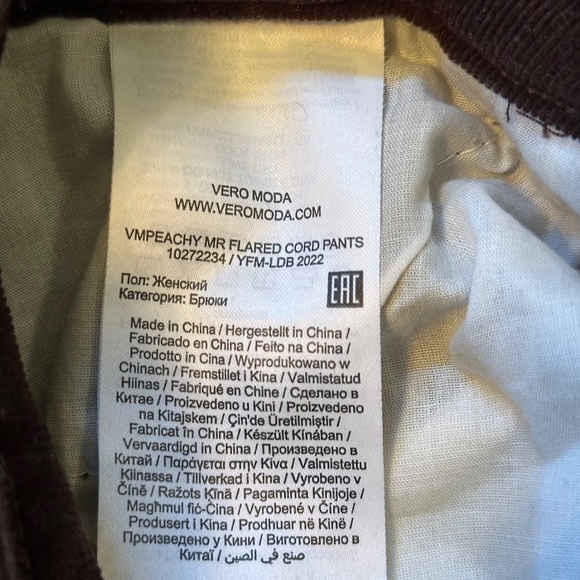 VERO MODA
WWW.VEROMODA.COM
VMPEACHY MR FLARED CORD PANTS
10272234 / YFM-LDB 2022
Пол: Женский
Категория: Брюки
EAC
Made in China / Hergestellt in China /
Fabricado en China / Feito na China /
Prodotto in Cina / Wyprodukowano w
Chinach / Fremstillet i Kina / Valmistatud
Hiinas / Fabriqué en Chine / Сделано в
Китае / Proizvedeno u Kini / Proizvedeno
na Kitajskem / Çin'de Üretilmiştir /
Fabricat în China / Készült Kínában /
Vervaardigd in China / Произведено в
Китай / Παράγεται στην Κίνα / Valmistettu
Kiinassa / Tillverkad i Kina / Vyrobeno v
Číně / Ražots Ķīnā / Pagaminta Kinijoje /
Magħmul fiċ-Ċina / Vyrobené v Číne /
Produsert i Kina / Prodhuar në Kinë /
Произведено у Кини / Виготовлено в
Китаї / صنع في الصين